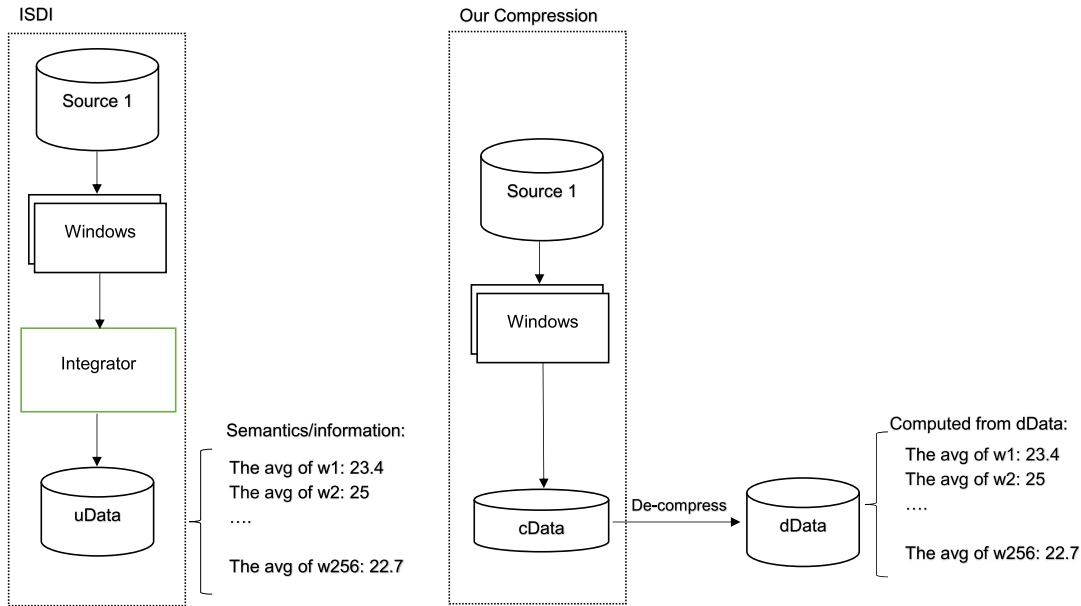 ISDI
Source 1
Windows
Integrator
uData
Semantics/information:
The avg of w1: 23.4
The avg of w2: 25
....
The avg of w256: 22.7
Our Compression
Source 1
Windows
cData
De-compress
dData
Computed from dData:
The avg of w1: 23.4
The avg of w2: 25
....
The avg of w256: 22.7